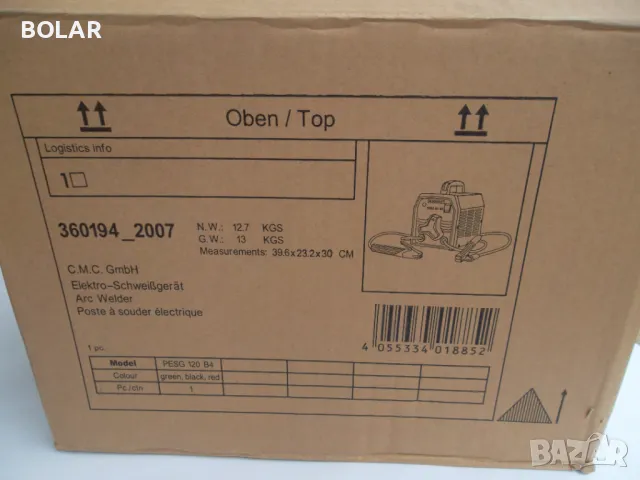 BOLAR
Oben / Top
Logistics info
1
360194_2007
N.W.: 12.7 KGS
G.W.: 13 KGS
Measurements: 39.6x23.2x30 CM
C.M.C. GmbH
Elektro-Schweißgerät
Arc Welder
Poste à souder électrique
4 055334 018852
1 pc.
Model PESG 120 B4
Colour green, black, red
Pc./ctn 1
BAZAR